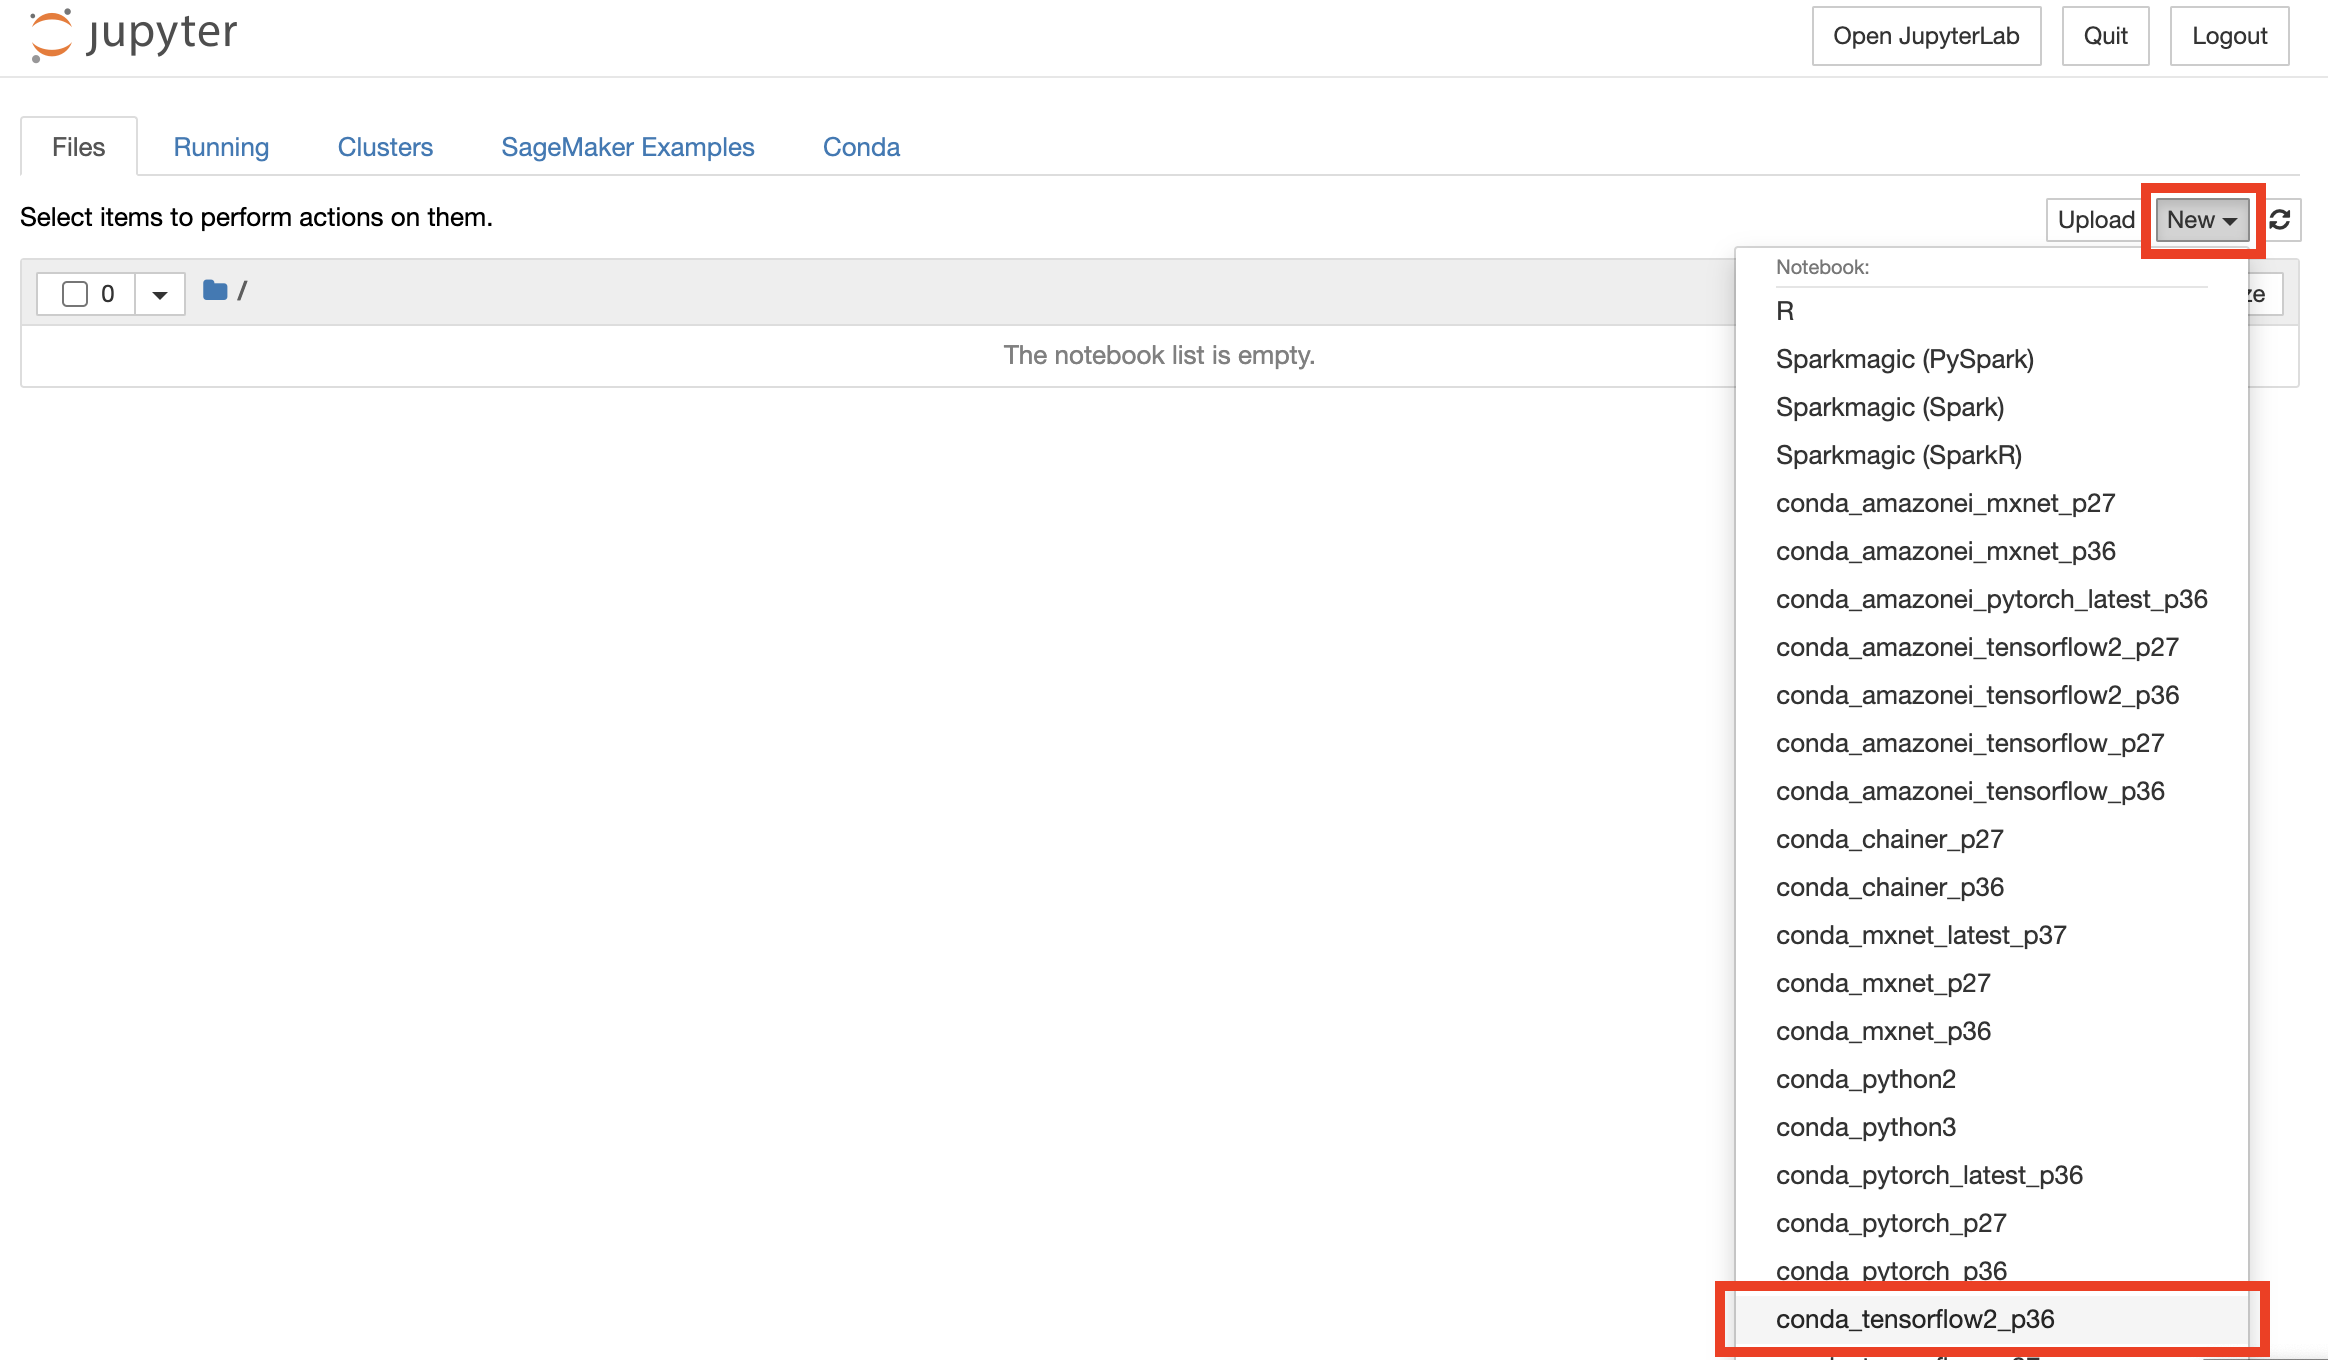 jupyter
Open JupyterLab Quit Logout
Files Running Clusters SageMaker Examples Conda
Select items to perform actions on them.
Upload New
0 /
Notebook:
The notebook list is empty.
R
Sparkmagic (PySpark)
Sparkmagic (Spark)
Sparkmagic (SparkR)
conda_amazonei_mxnet_p27
conda_amazonei_mxnet_p36
conda_amazonei_pytorch_latest_p36
conda_amazonei_tensorflow2_p27
conda_amazonei_tensorflow2_p36
conda_amazonei_tensorflow_p27
conda_amazonei_tensorflow_p36
conda_chainer_p27
conda_chainer_p36
conda_mxnet_latest_p37
conda_mxnet_p27
conda_mxnet_p36
conda_python2
conda_python3
conda_pytorch_latest_p36
conda_pytorch_p27
conda_pytorch_p36
conda_tensorflow2_p36